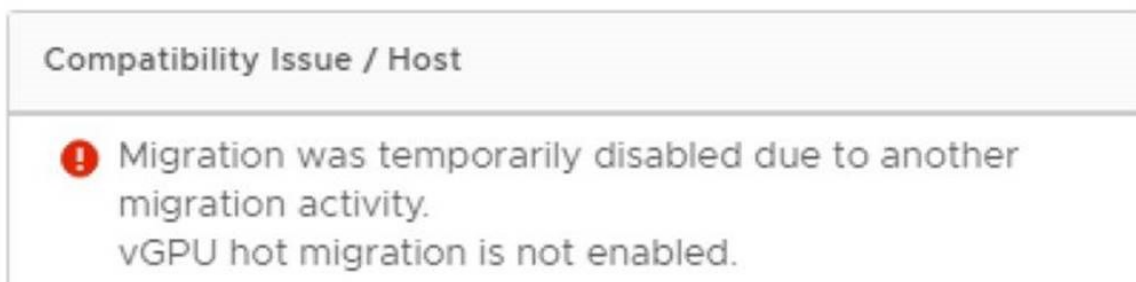 Compatibility Issue / Host
Migration was temporarily disabled due to another
migration activity.
vGPU hot migration is not enabled.